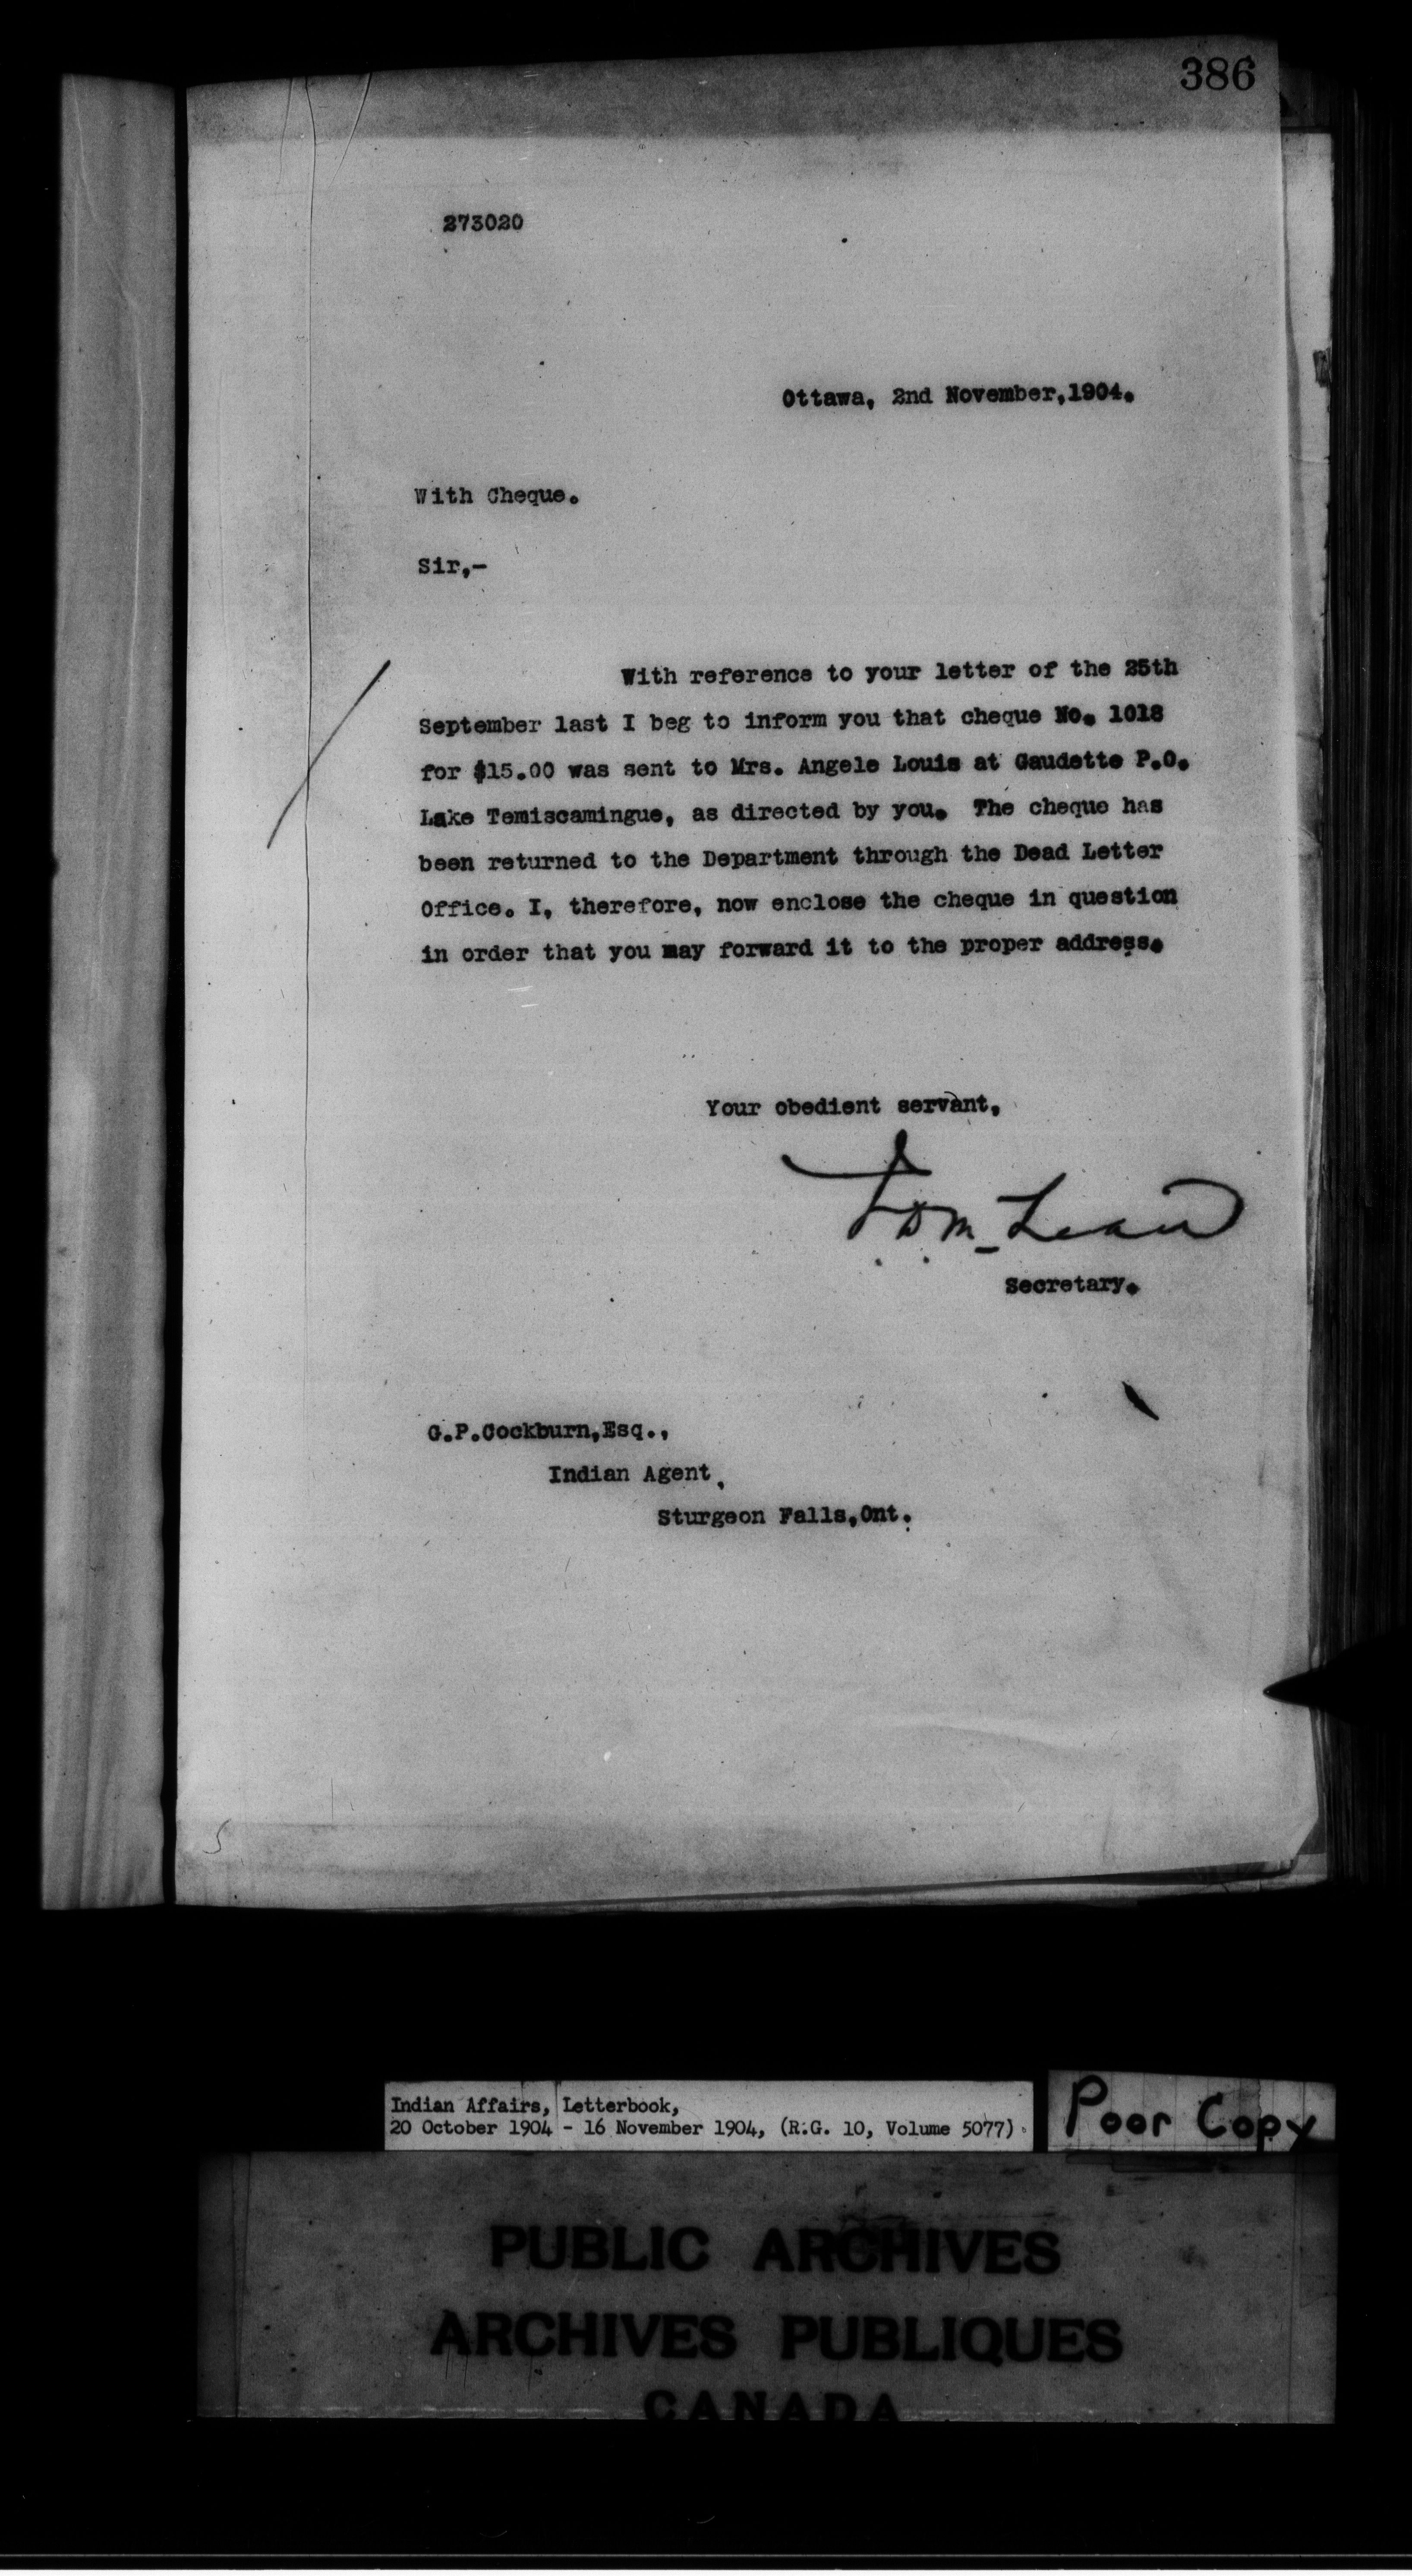 386
273020
Ottawa, 2nd November,1904.
With Cheque.
Sir,-
With reference to your letter of the 25th
September last I beg to inform you that cheque No. 1018
for $15.00 was sent to Mrs. Angele Louis at Gaudette P.O.
Lake Temiscamingue, as directed by you. The cheque has
been returned to the Department through the Dead Letter
Office. I, therefore, now enclose the cheque in question
in order that you may forward it to the proper address.
Your obedient servant,
J D McLean
Secretary.
G.P.Cockburn,Esq.,
Indian Agent,
Sturgeon Falls,Ont.
Indian Affairs, Letterbook,
20 October 1904 - 16 November 1904, (R.G. 10, Volume 5077)
Poor Copy
PUBLIC ARCHIVES
ARCHIVES PUBLIQUES
CANADA